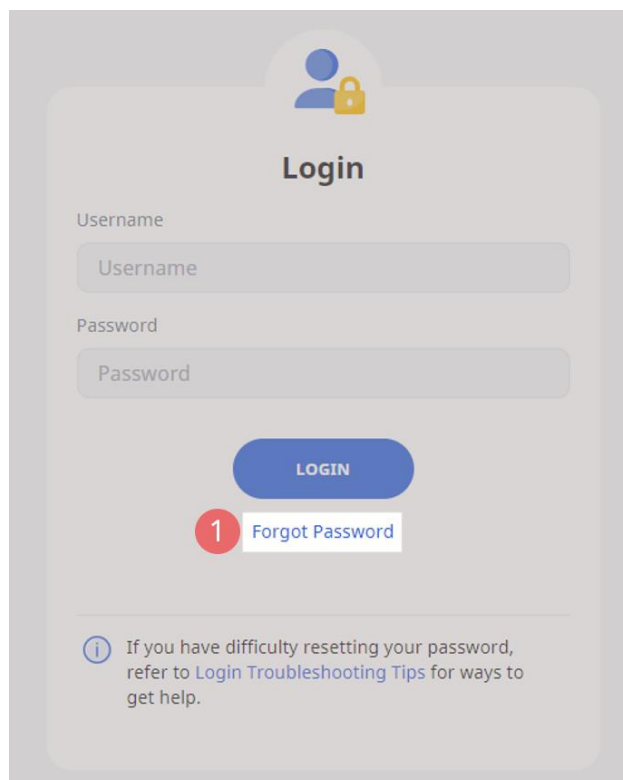 Login
Username
Username
Password
Password
LOGIN
1
Forgot Password
If you have difficulty resetting your password,
refer to Login Troubleshooting Tips for ways to
get help.